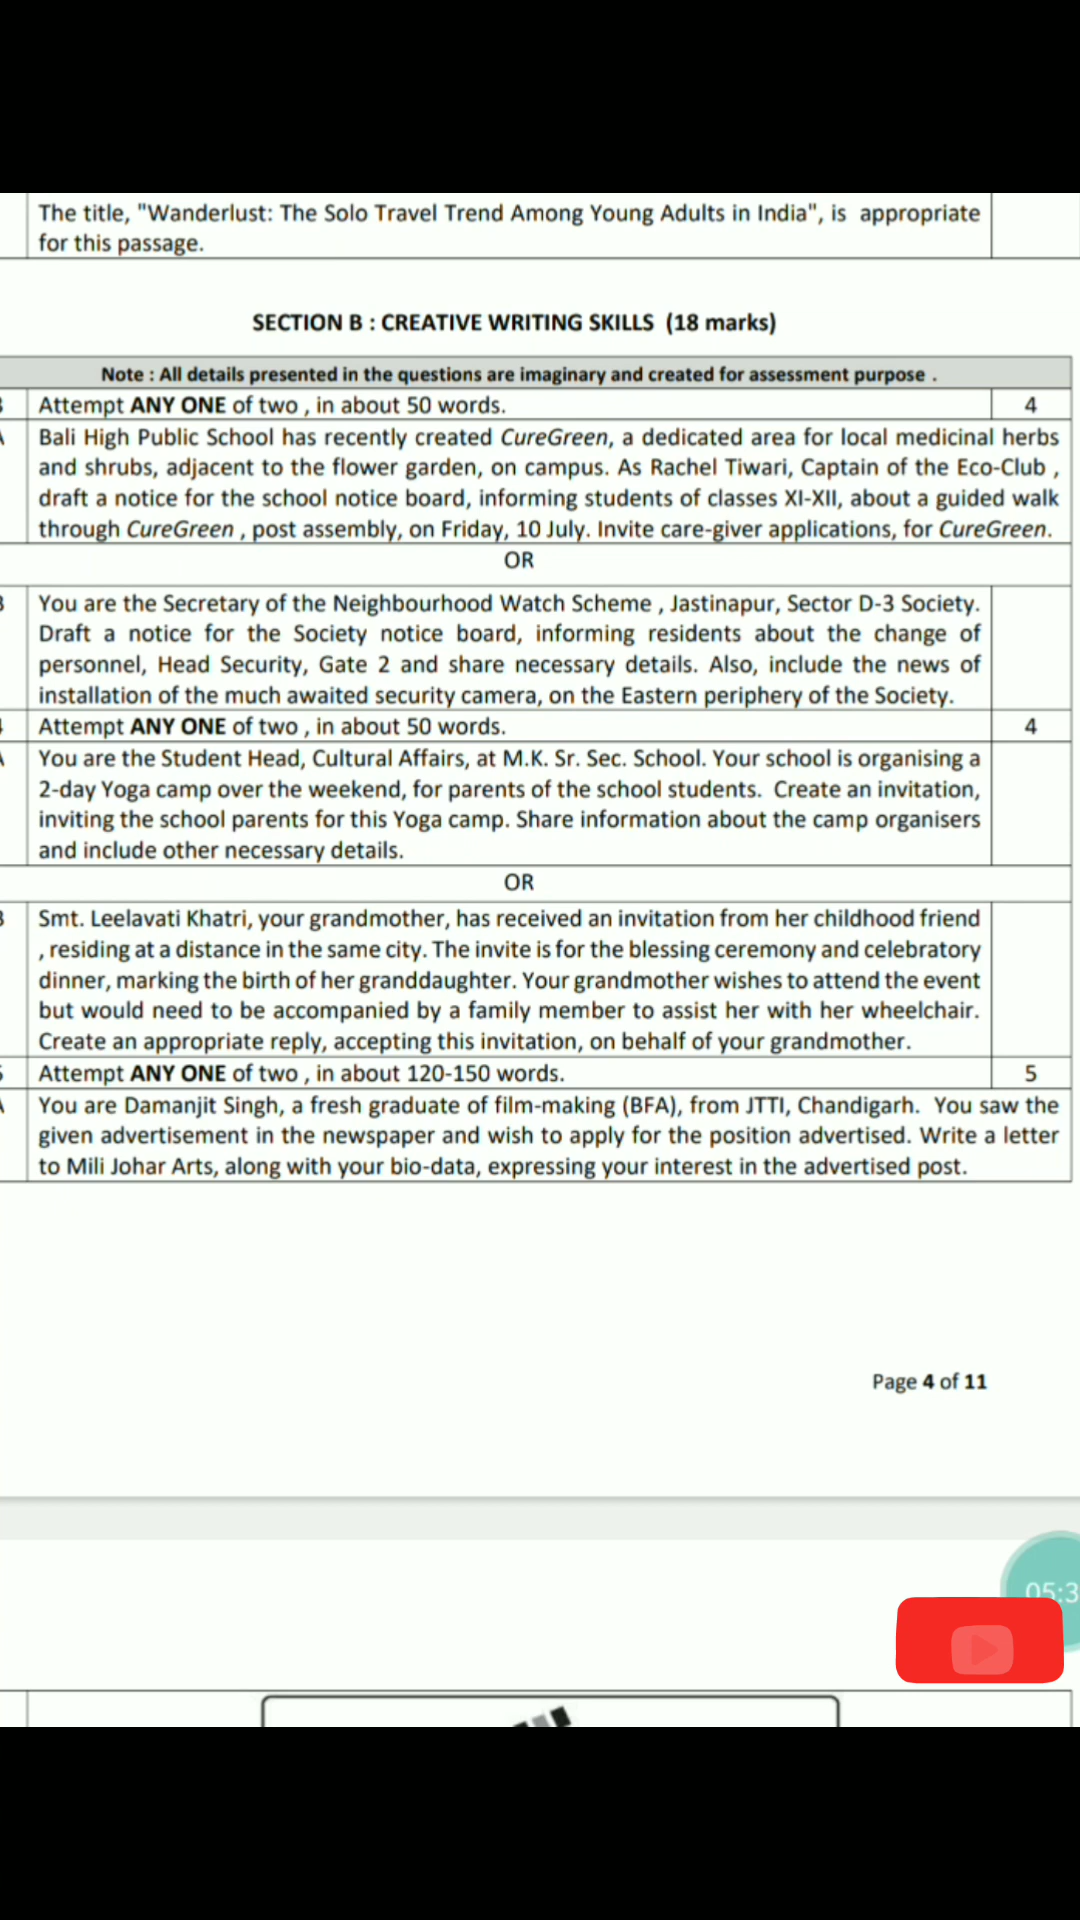 The title, "Wanderlust: The Solo Travel Trend Among Young Adults in India", is appropriate
for this passage.
SECTION B : CREATIVE WRITING SKILLS (18 marks)
Note : All details presented in the questions are imaginary and created for assessment purpose .
Attempt ANY ONE of two , in about 50 words. 4
Bali High Public School has recently created CureGreen, a dedicated area for local medicinal herbs
and shrubs, adjacent to the flower garden, on campus. As Rachel Tiwari, Captain of the Eco-Club ,
draft a notice for the school notice board, informing students of classes XI-XII, about a guided walk
through CureGreen , post assembly, on Friday, 10 July. Invite care-giver applications, for CureGreen.
OR
You are the Secretary of the Neighbourhood Watch Scheme , Jastinapur, Sector D-3 Society.
Draft a notice for the Society notice board, informing residents about the change of
personnel, Head Security, Gate 2 and share necessary details. Also, include the news of
installation of the much awaited security camera, on the Eastern periphery of the Society.
Attempt ANY ONE of two , in about 50 words. 4
You are the Student Head, Cultural Affairs, at M.K. Sr. Sec. School. Your school is organising a
2-day Yoga camp over the weekend, for parents of the school students. Create an invitation,
inviting the school parents for this Yoga camp. Share information about the camp organisers
and include other necessary details.
OR
Smt. Leelavati Khatri, your grandmother, has received an invitation from her childhood friend
, residing at a distance in the same city. The invite is for the blessing ceremony and celebratory
dinner, marking the birth of her granddaughter. Your grandmother wishes to attend the event
but would need to be accompanied by a family member to assist her with her wheelchair.
Create an appropriate reply, accepting this invitation, on behalf of your grandmother.
Attempt ANY ONE of two , in about 120-150 words. 5
You are Damanjit Singh, a fresh graduate of film-making (BFA), from JTTI, Chandigarh. You saw the
given advertisement in the newspaper and wish to apply for the position advertised. Write a letter
to Mili Johar Arts, along with your bio-data, expressing your interest in the advertised post.
Page 4 of 11
05:3